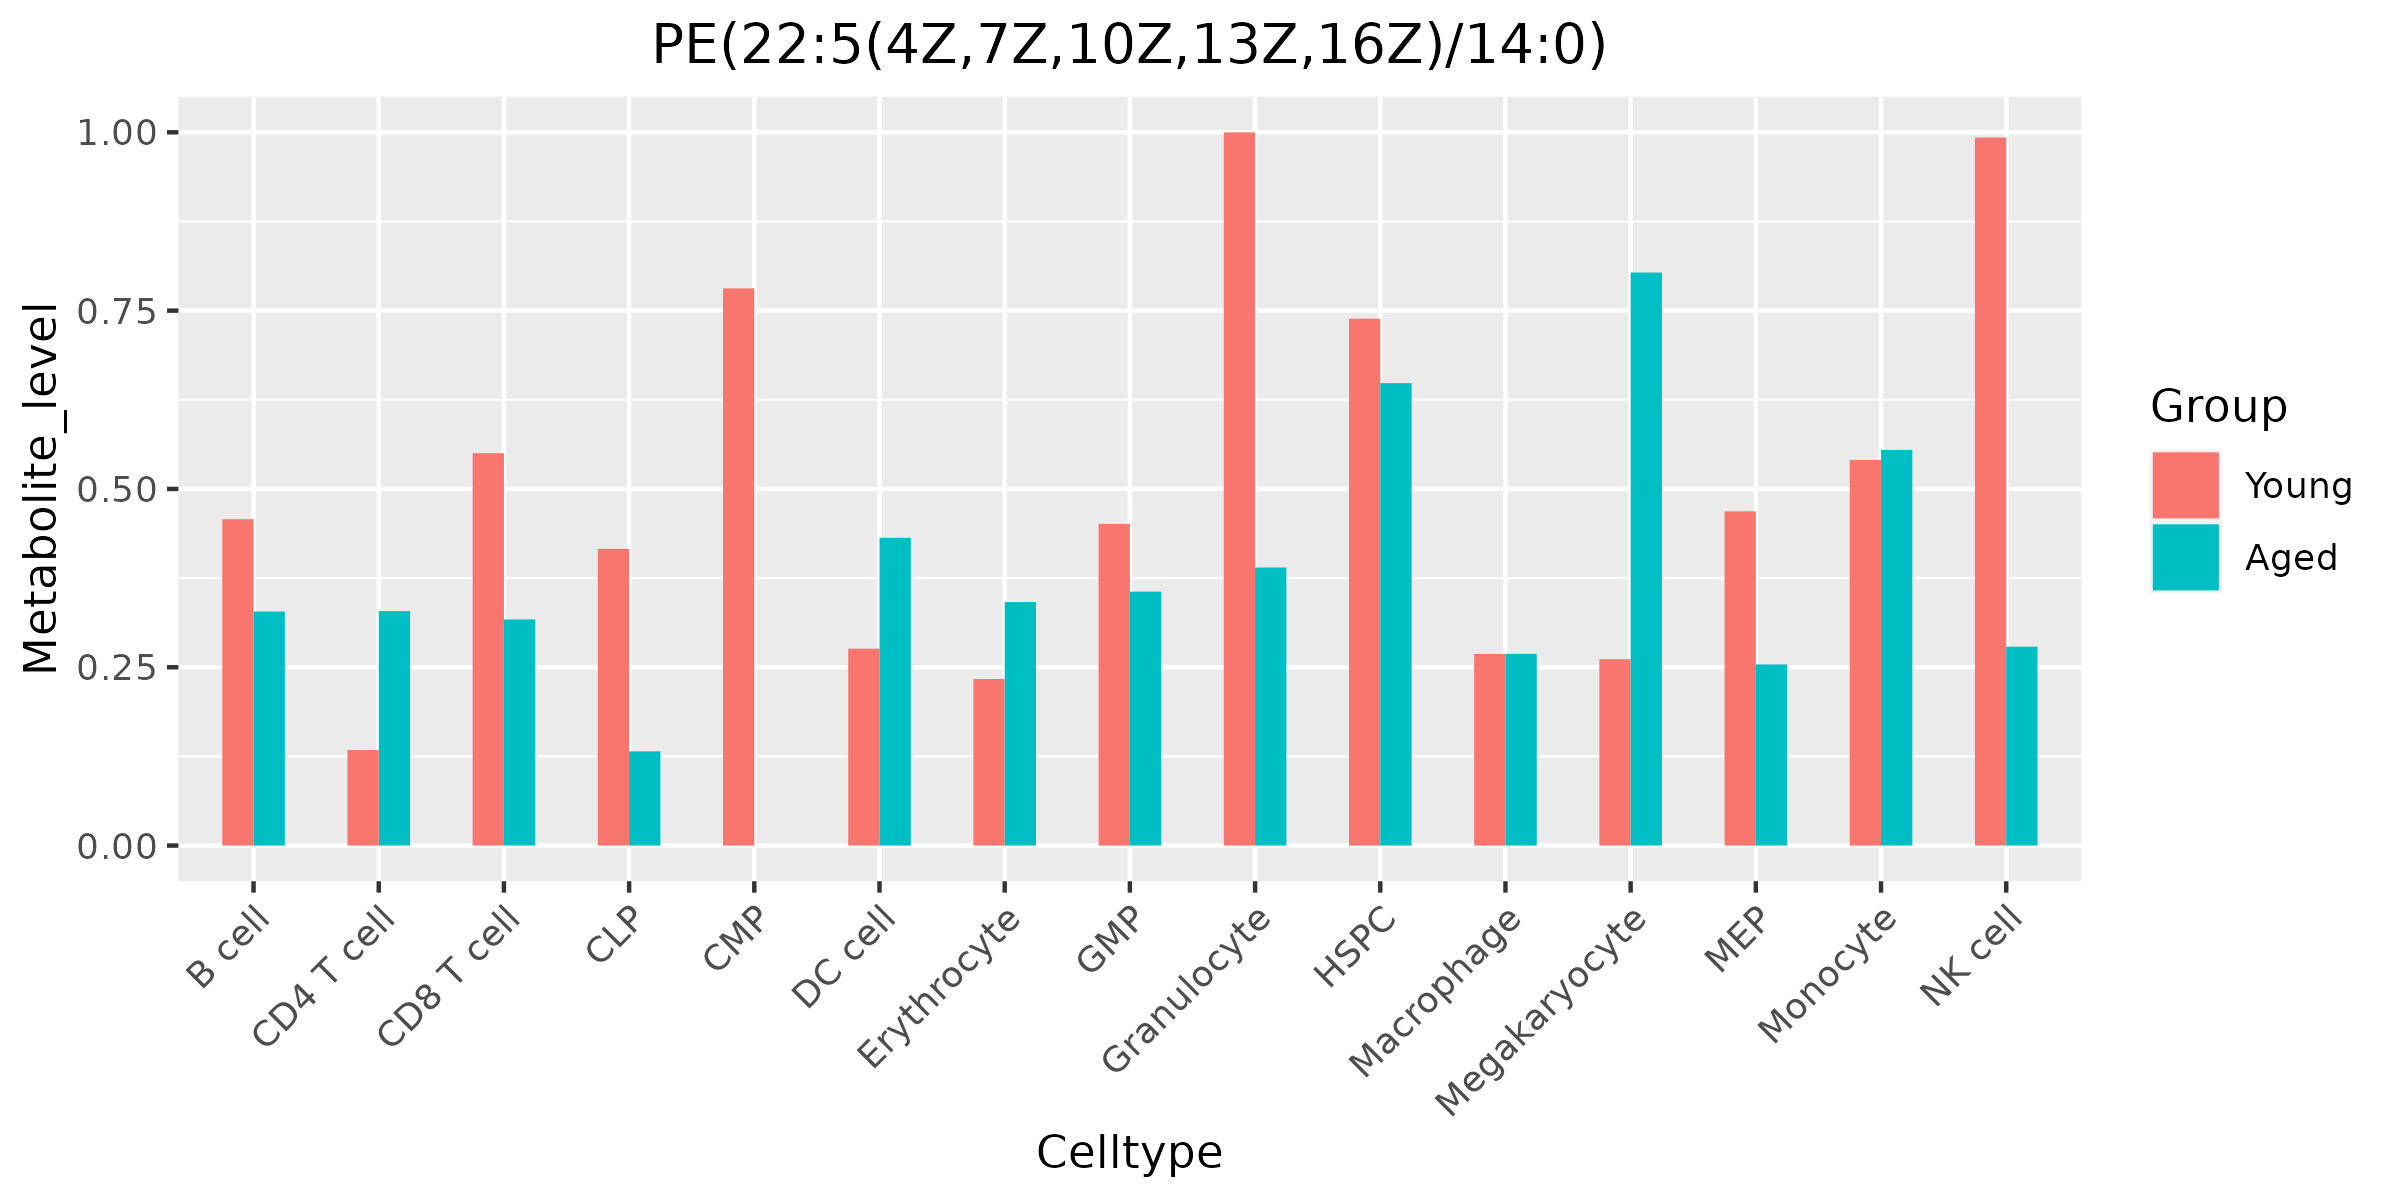 PE(22:5(4Z,7Z,10Z,13Z,16Z)/14:0)
Metabolite_level
1.00
0.75
0.50
0.25
0.00
B cell
CD4 T cell
CD8 T cell
CLP
CMP
DC cell
Erythrocyte
GMP
Granulocyte
HSPC
Macrophage
Megakaryocyte
MEP
Monocyte
NK cell
Celltype
Group
Young
Aged